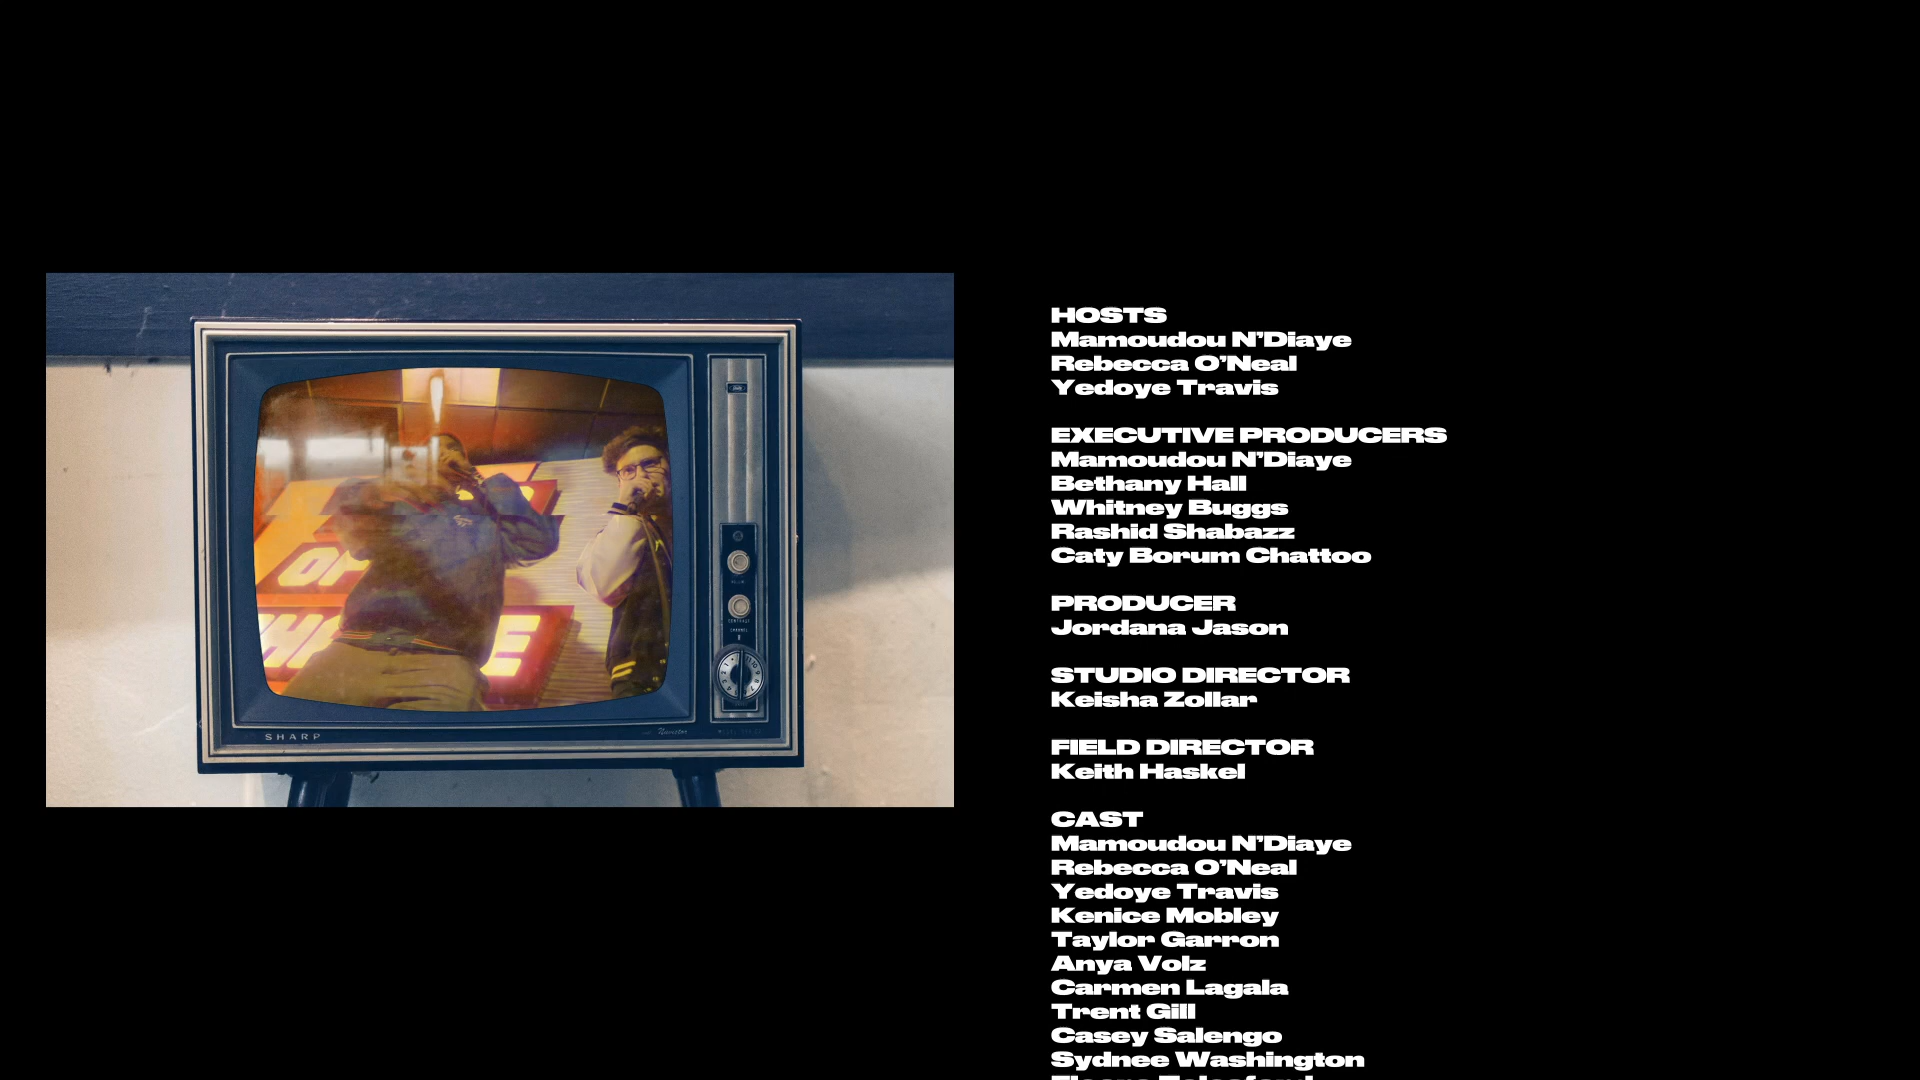 SHARP
HOSTS
Mamoudou N’Diaye
Rebecca O’Neal
Yedoye Travis
EXECUTIVE PRODUCERS
Mamoudou N’Diaye
Bethany Hall
Whitney Buggs
Rashid Shabazz
Caty Borum Chattoo
PRODUCER
Jordana Jason
STUDIO DIRECTOR
Keisha Zollar
FIELD DIRECTOR
Keith Haskel
CAST
Mamoudou N’Diaye
Rebecca O’Neal
Yedoye Travis
Kenice Mobley
Taylor Garron
Anya Volz
Carmen Lagala
Trent Gill
Casey Salengo
Sydnee Washington